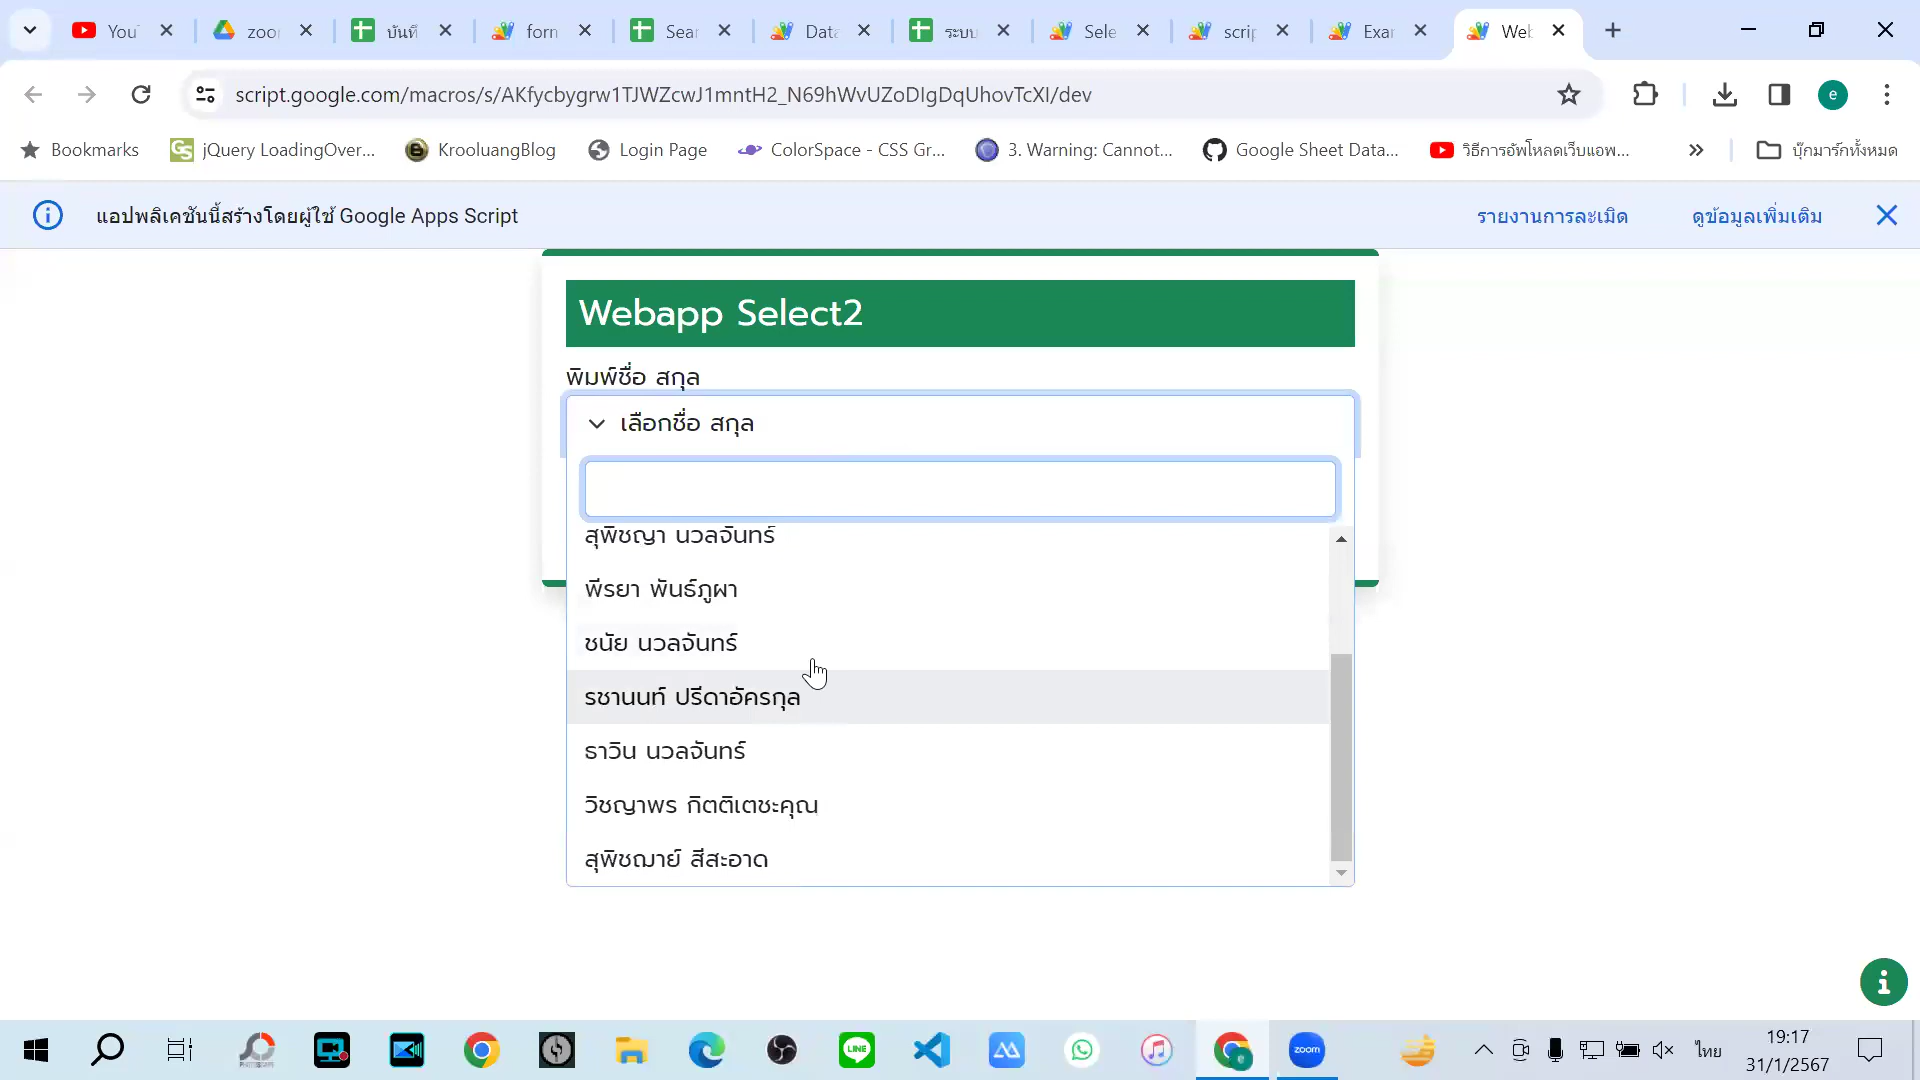 You
zoo
บันที
forn
Sear
Data
ระบบ
Sele
scrip
Exar
Web
script.google.com/macros/s/AKfycbygrw1TJWZcwJ1mntH2_N69hWvUZoDIgDqUhovTcXI/dev
e
Bookmarks
jQuery LoadingOver...
KrooluangBlog
Login Page
ColorSpace - CSS Gr...
3. Warning: Cannot...
Google Sheet Data...
วิธีการอัพโหลดเว็บแอพ...
บุ๊กมาร์กทั้งหมด
แอปพลิเคชันนี้สร้างโดยผู้ใช้ Google Apps Script
รายงานการละเมิด
ดูข้อมูลเพิ่มเติม
Webapp Select2
พิมพ์ชื่อ สกุล
เลือกชื่อ สกุล
สุพิชญา นวลจันทร์
พีรยา พันธ์ภูผา
ชนัย นวลจันทร์
รชานนท์ ปรีดาอัครกุล
ธาวิน นวลจันทร์
วิชญาพร กิตติเตชะคุณ
สุพิชฌาย์ สีสะอาด
LINE
zoom
e
ไทย
19:17
31/1/2567